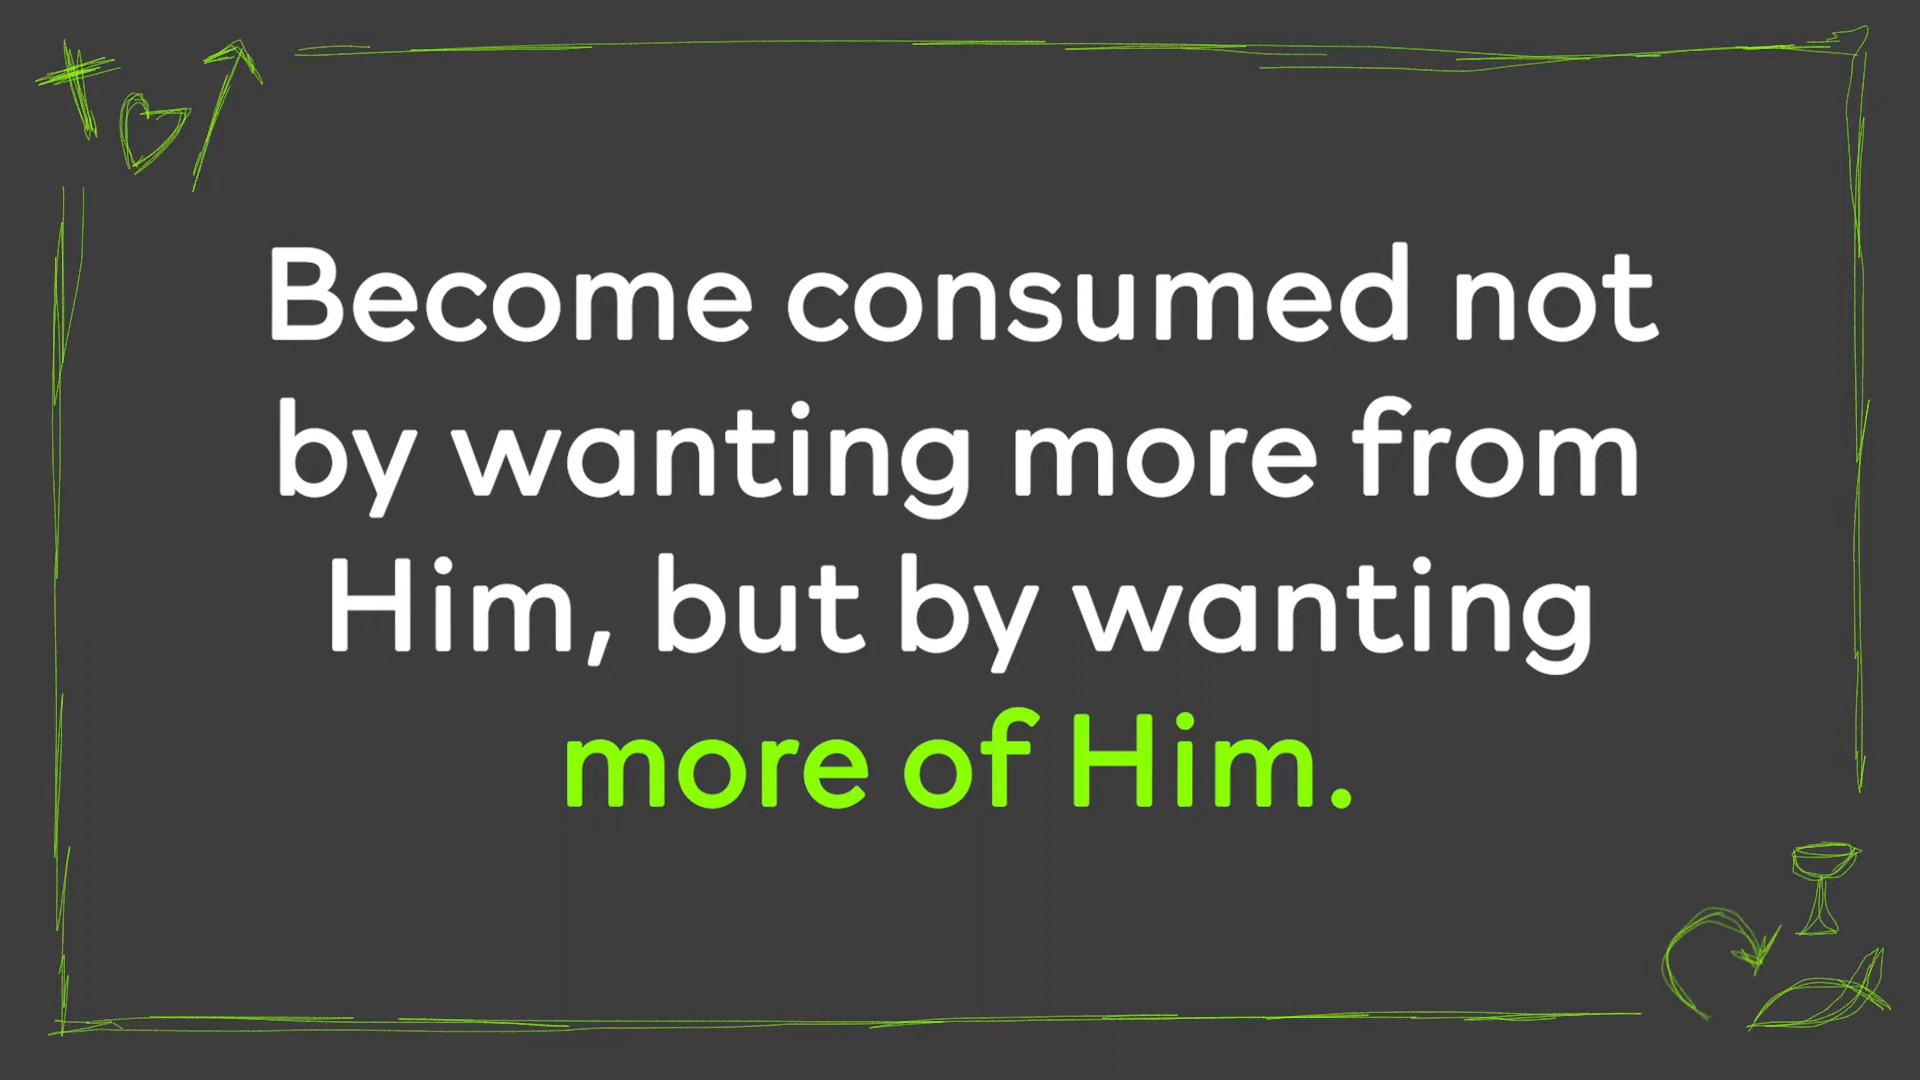 Become consumed not
by wanting more from
Him, but by wanting
more of Him.